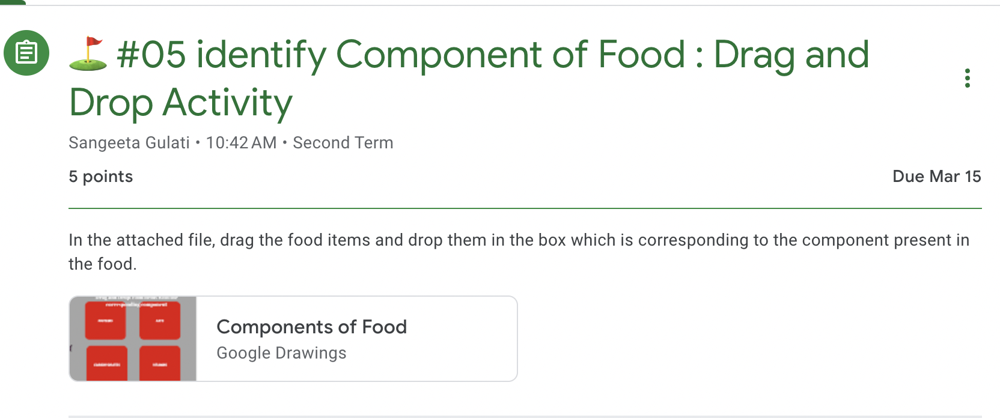 #05 identify Component of Food : Drag and
Drop Activity
Sangeeta Gulati • 10:42 AM • Second Term
5 points
Due Mar 15
In the attached file, drag the food items and drop them in the box which is corresponding to the component present in
the food.
corresponding component
Components of Food
Google Drawings